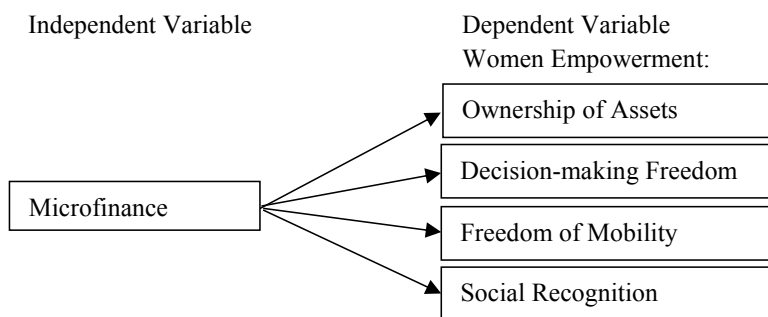 Independent Variable
Dependent Variable
Women Empowerment:
Ownership of Assets
Decision-making Freedom
Microfinance
Freedom of Mobility
Social Recognition